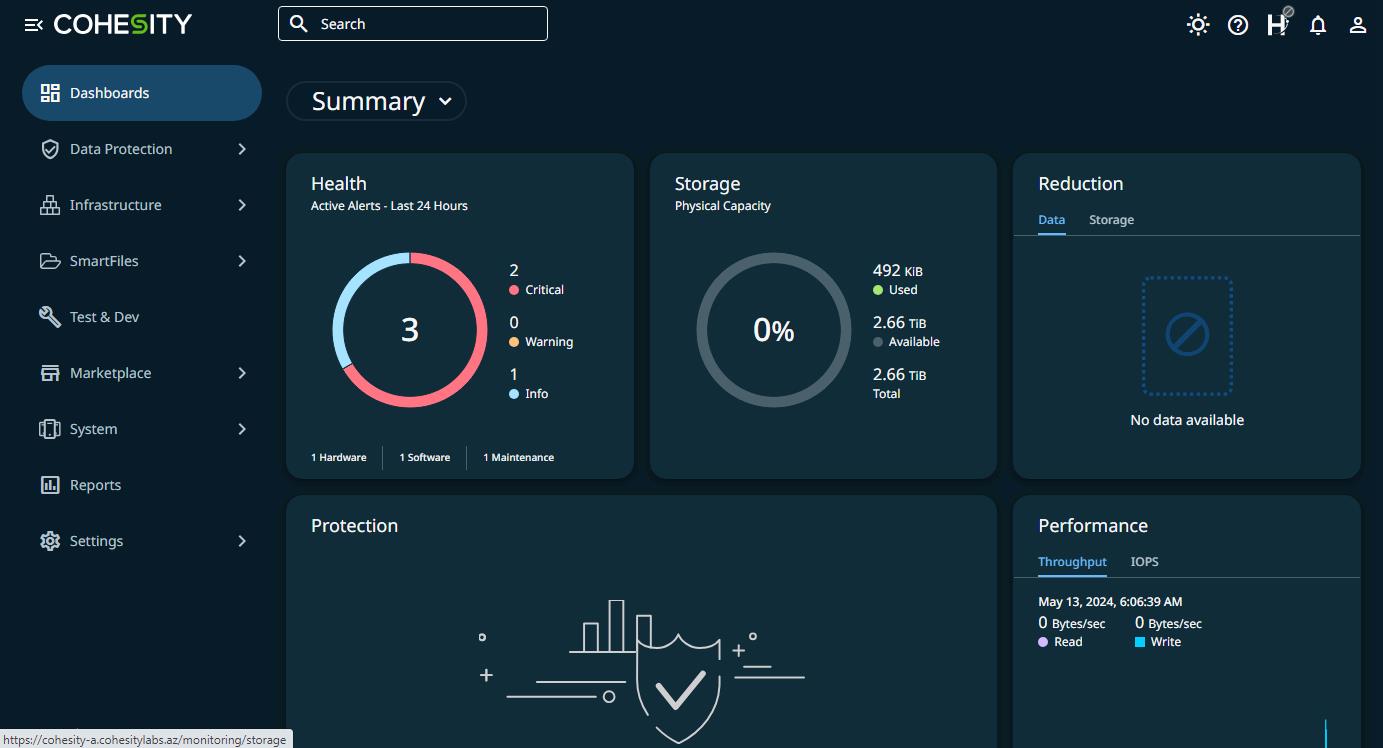 COHESITY
Search
Dashboards
Data Protection
Infrastructure
SmartFiles
Test & Dev
Marketplace
System
Reports
Settings
Summary
Health
Active Alerts - Last 24 Hours
3
2
Critical
0
Warning
1
Info
1 Hardware
1 Software
1 Maintenance
Storage
Physical Capacity
0%
492 KiB
Used
2.66 TiB
Available
2.66 TiB
Total
Reduction
Data Storage
No data available
Protection
Performance
Throughput IOPS
May 13, 2024, 6:06:39 AM
0 Bytes/sec 0 Bytes/sec
Read Write
https://cohesity-a.cohesitylabs.az/monitoring/storage